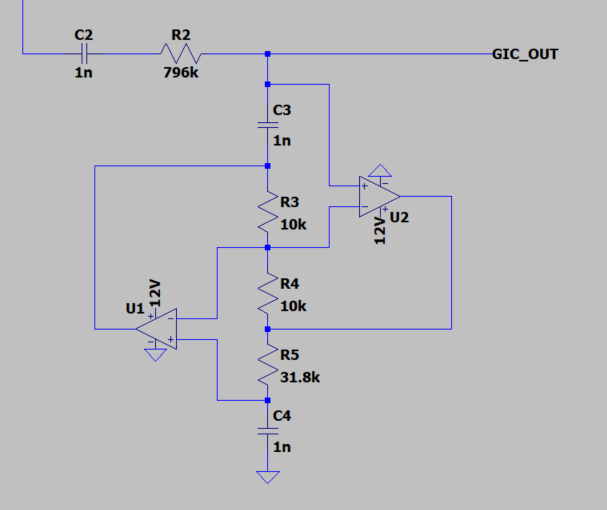 C2
1n
R2
796k
GIC_OUT
C3
1n
R3
10k
+
−
−
+
U2
12V
R4
10k
U1
12V
+
−
−
+
R5
31.8k
C4
1n